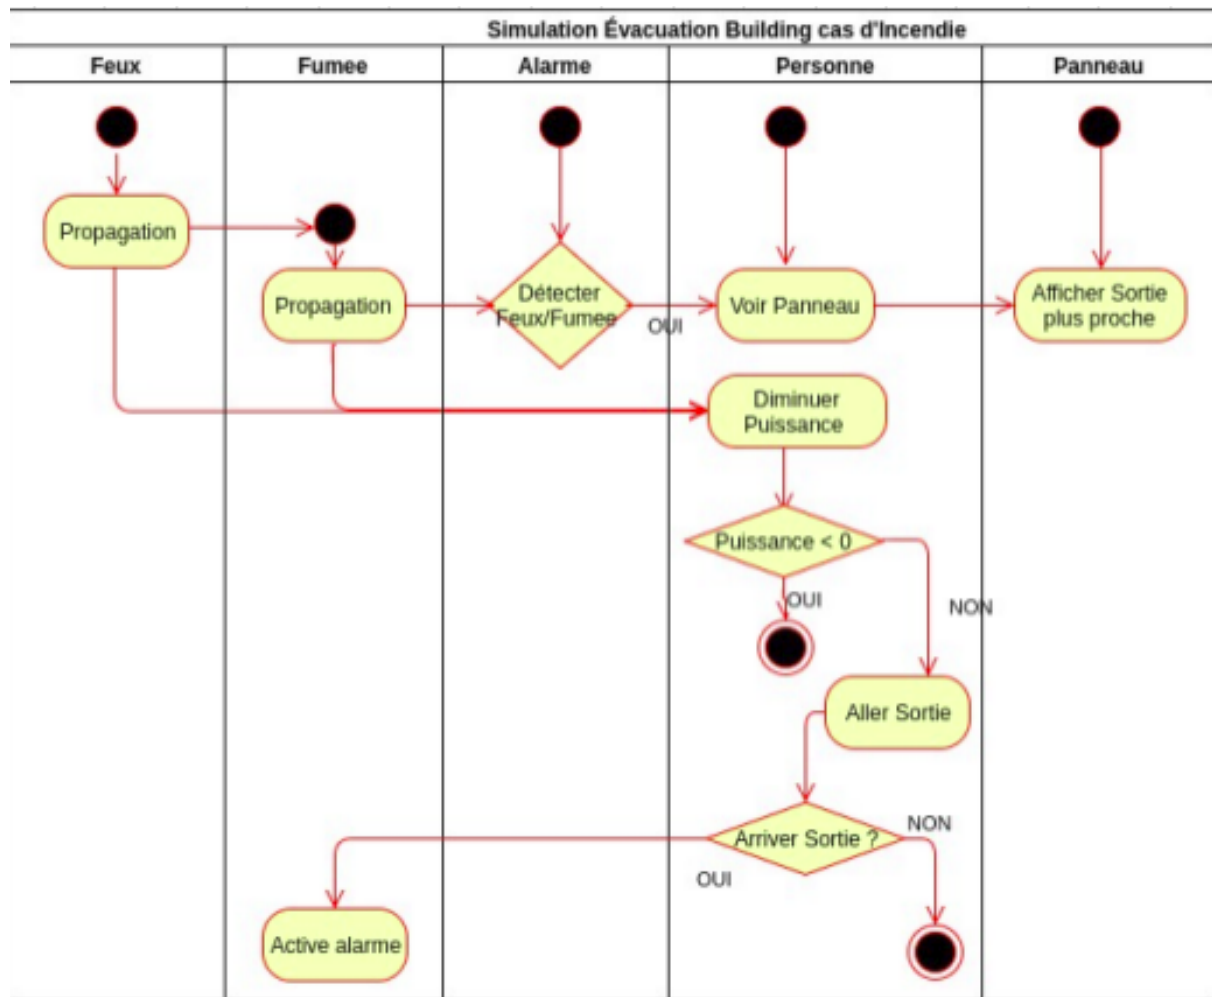 Simulation Évacuation Building cas d'Incendie
Feux
Fumee
Alarme
Personne
Panneau
Propagation
Propagation
Détecter
Feux/Fumee
OUI
Voir Panneau
Afficher Sortie
plus proche
Diminuer
Puissance
Puissance < 0
OUI
NON
Aller Sortie
Arriver Sortie ?
NON
OUI
Active alarme